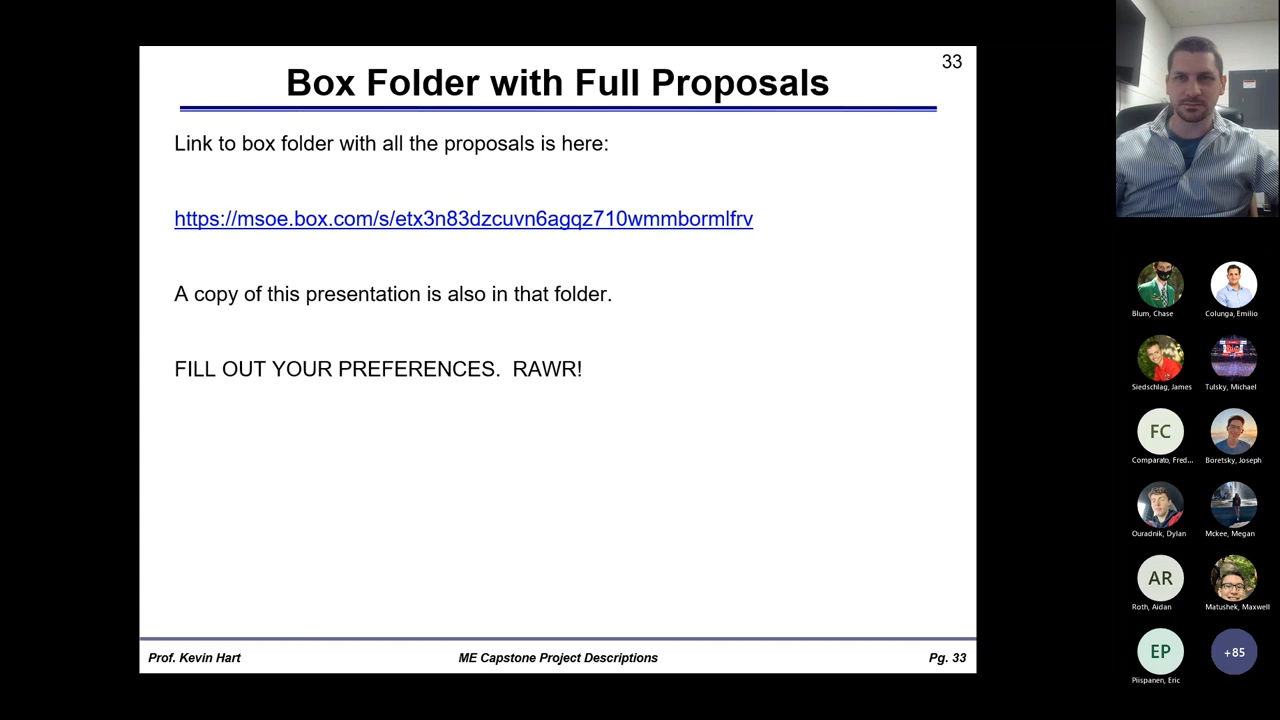 33
Box Folder with Full Proposals
Link to box folder with all the proposals is here:
https://msoe.box.com/s/etx3n83dzcuvn6agqz710wmmbormlfrv
A copy of this presentation is also in that folder.
FILL OUT YOUR PREFERENCES.  RAWR!
Prof. Kevin Hart
ME Capstone Project Descriptions
Pg. 33
Blum, Chase
Colunga, Emilio
Siedschlag, James
Tulsky, Michael
FC
Comparato, Fred...
Boretsky, Joseph
Ouradnik, Dylan
Mckee, Megan
AR
Roth, Aidan
Matushek, Maxwell
EP
Piispanen, Eric
+85